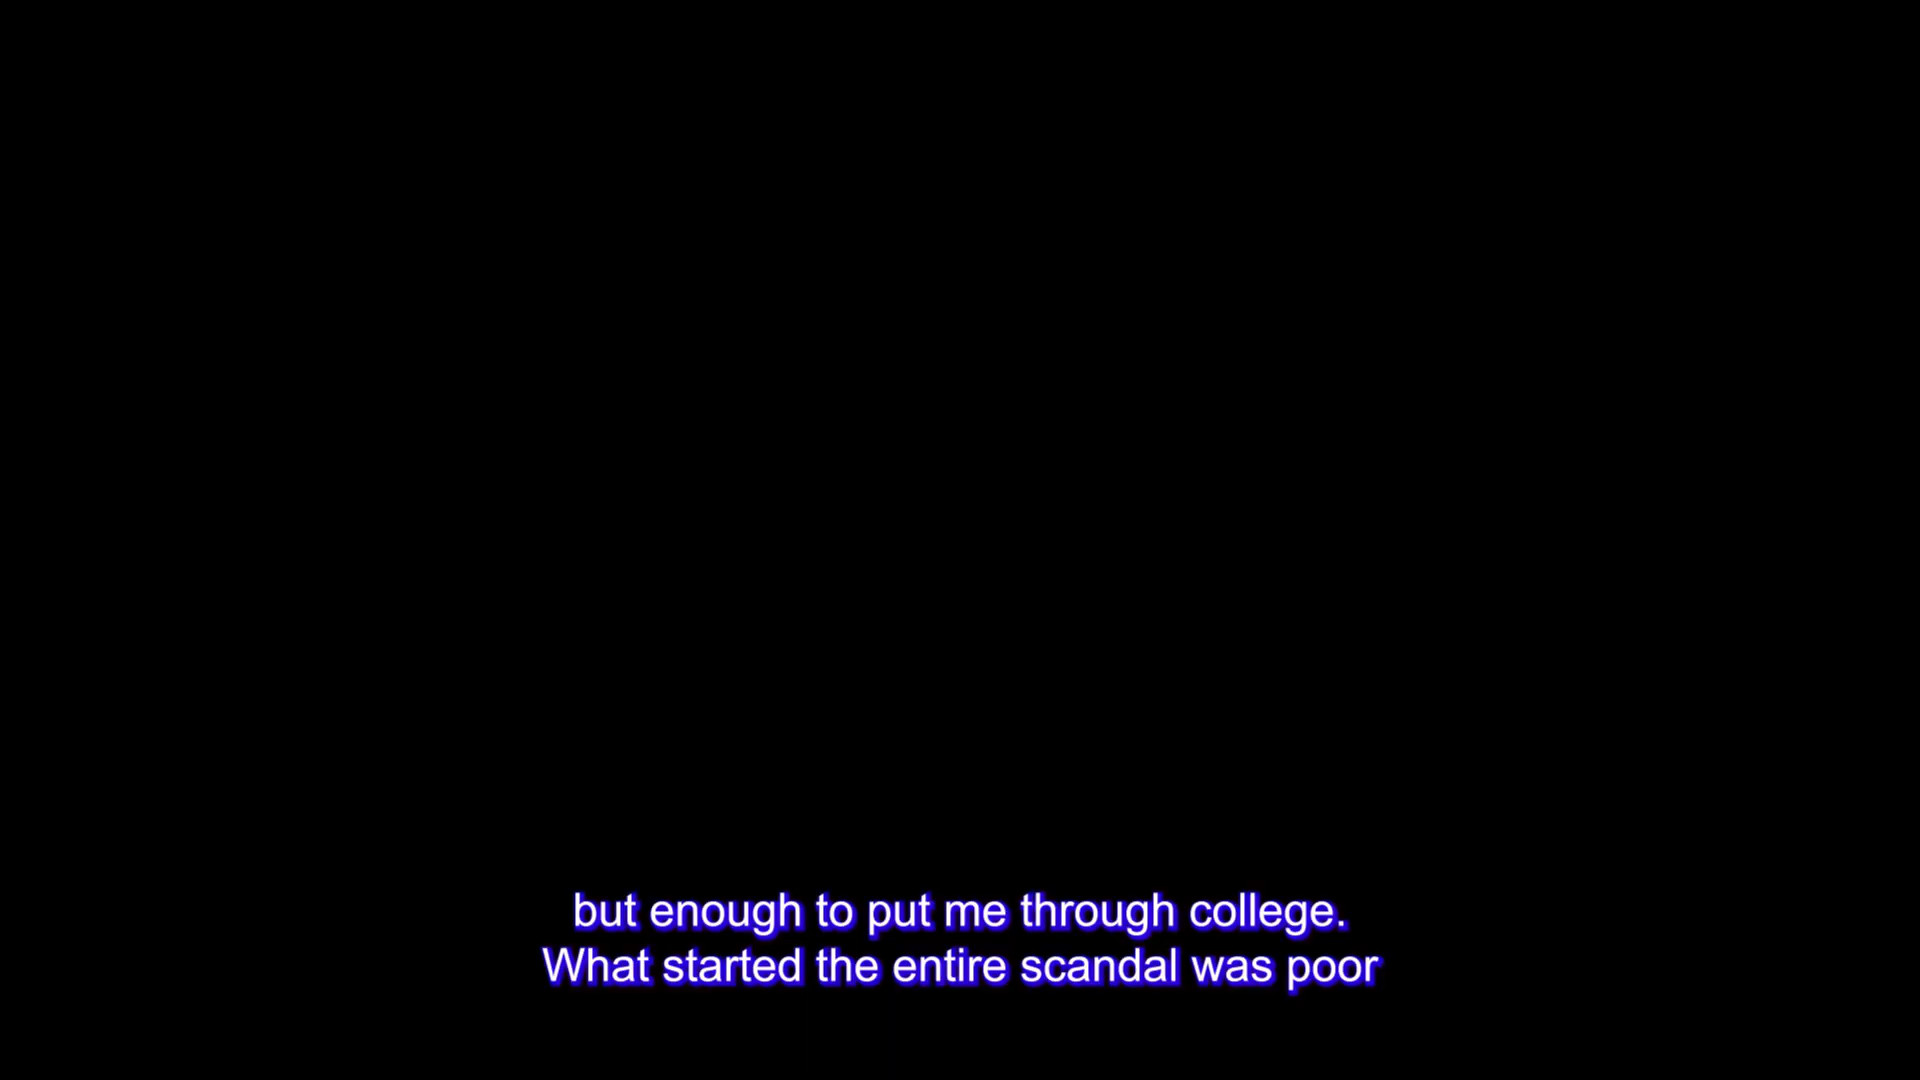 but enough to put me through college.
What started the entire scandal was poor